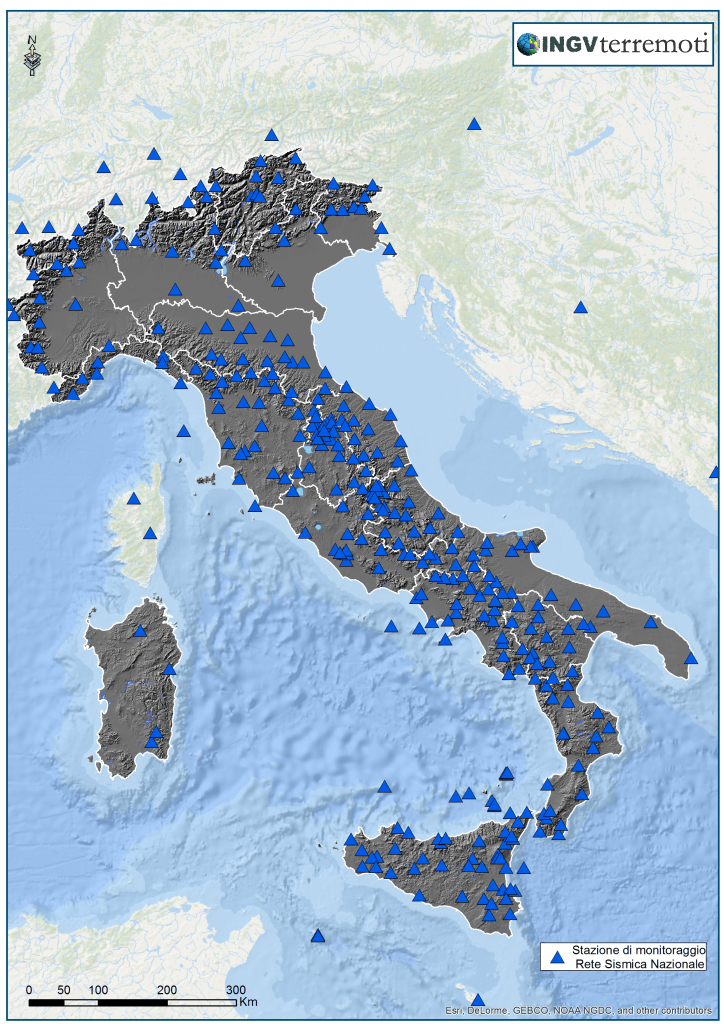 N
INGVterremoti
Stazione di monitoraggio
Rete Sismica Nazionale
0 50 100 200 300
Km
Esri, DeLorme, GEBCO, NOAA NGDC, and other contributors